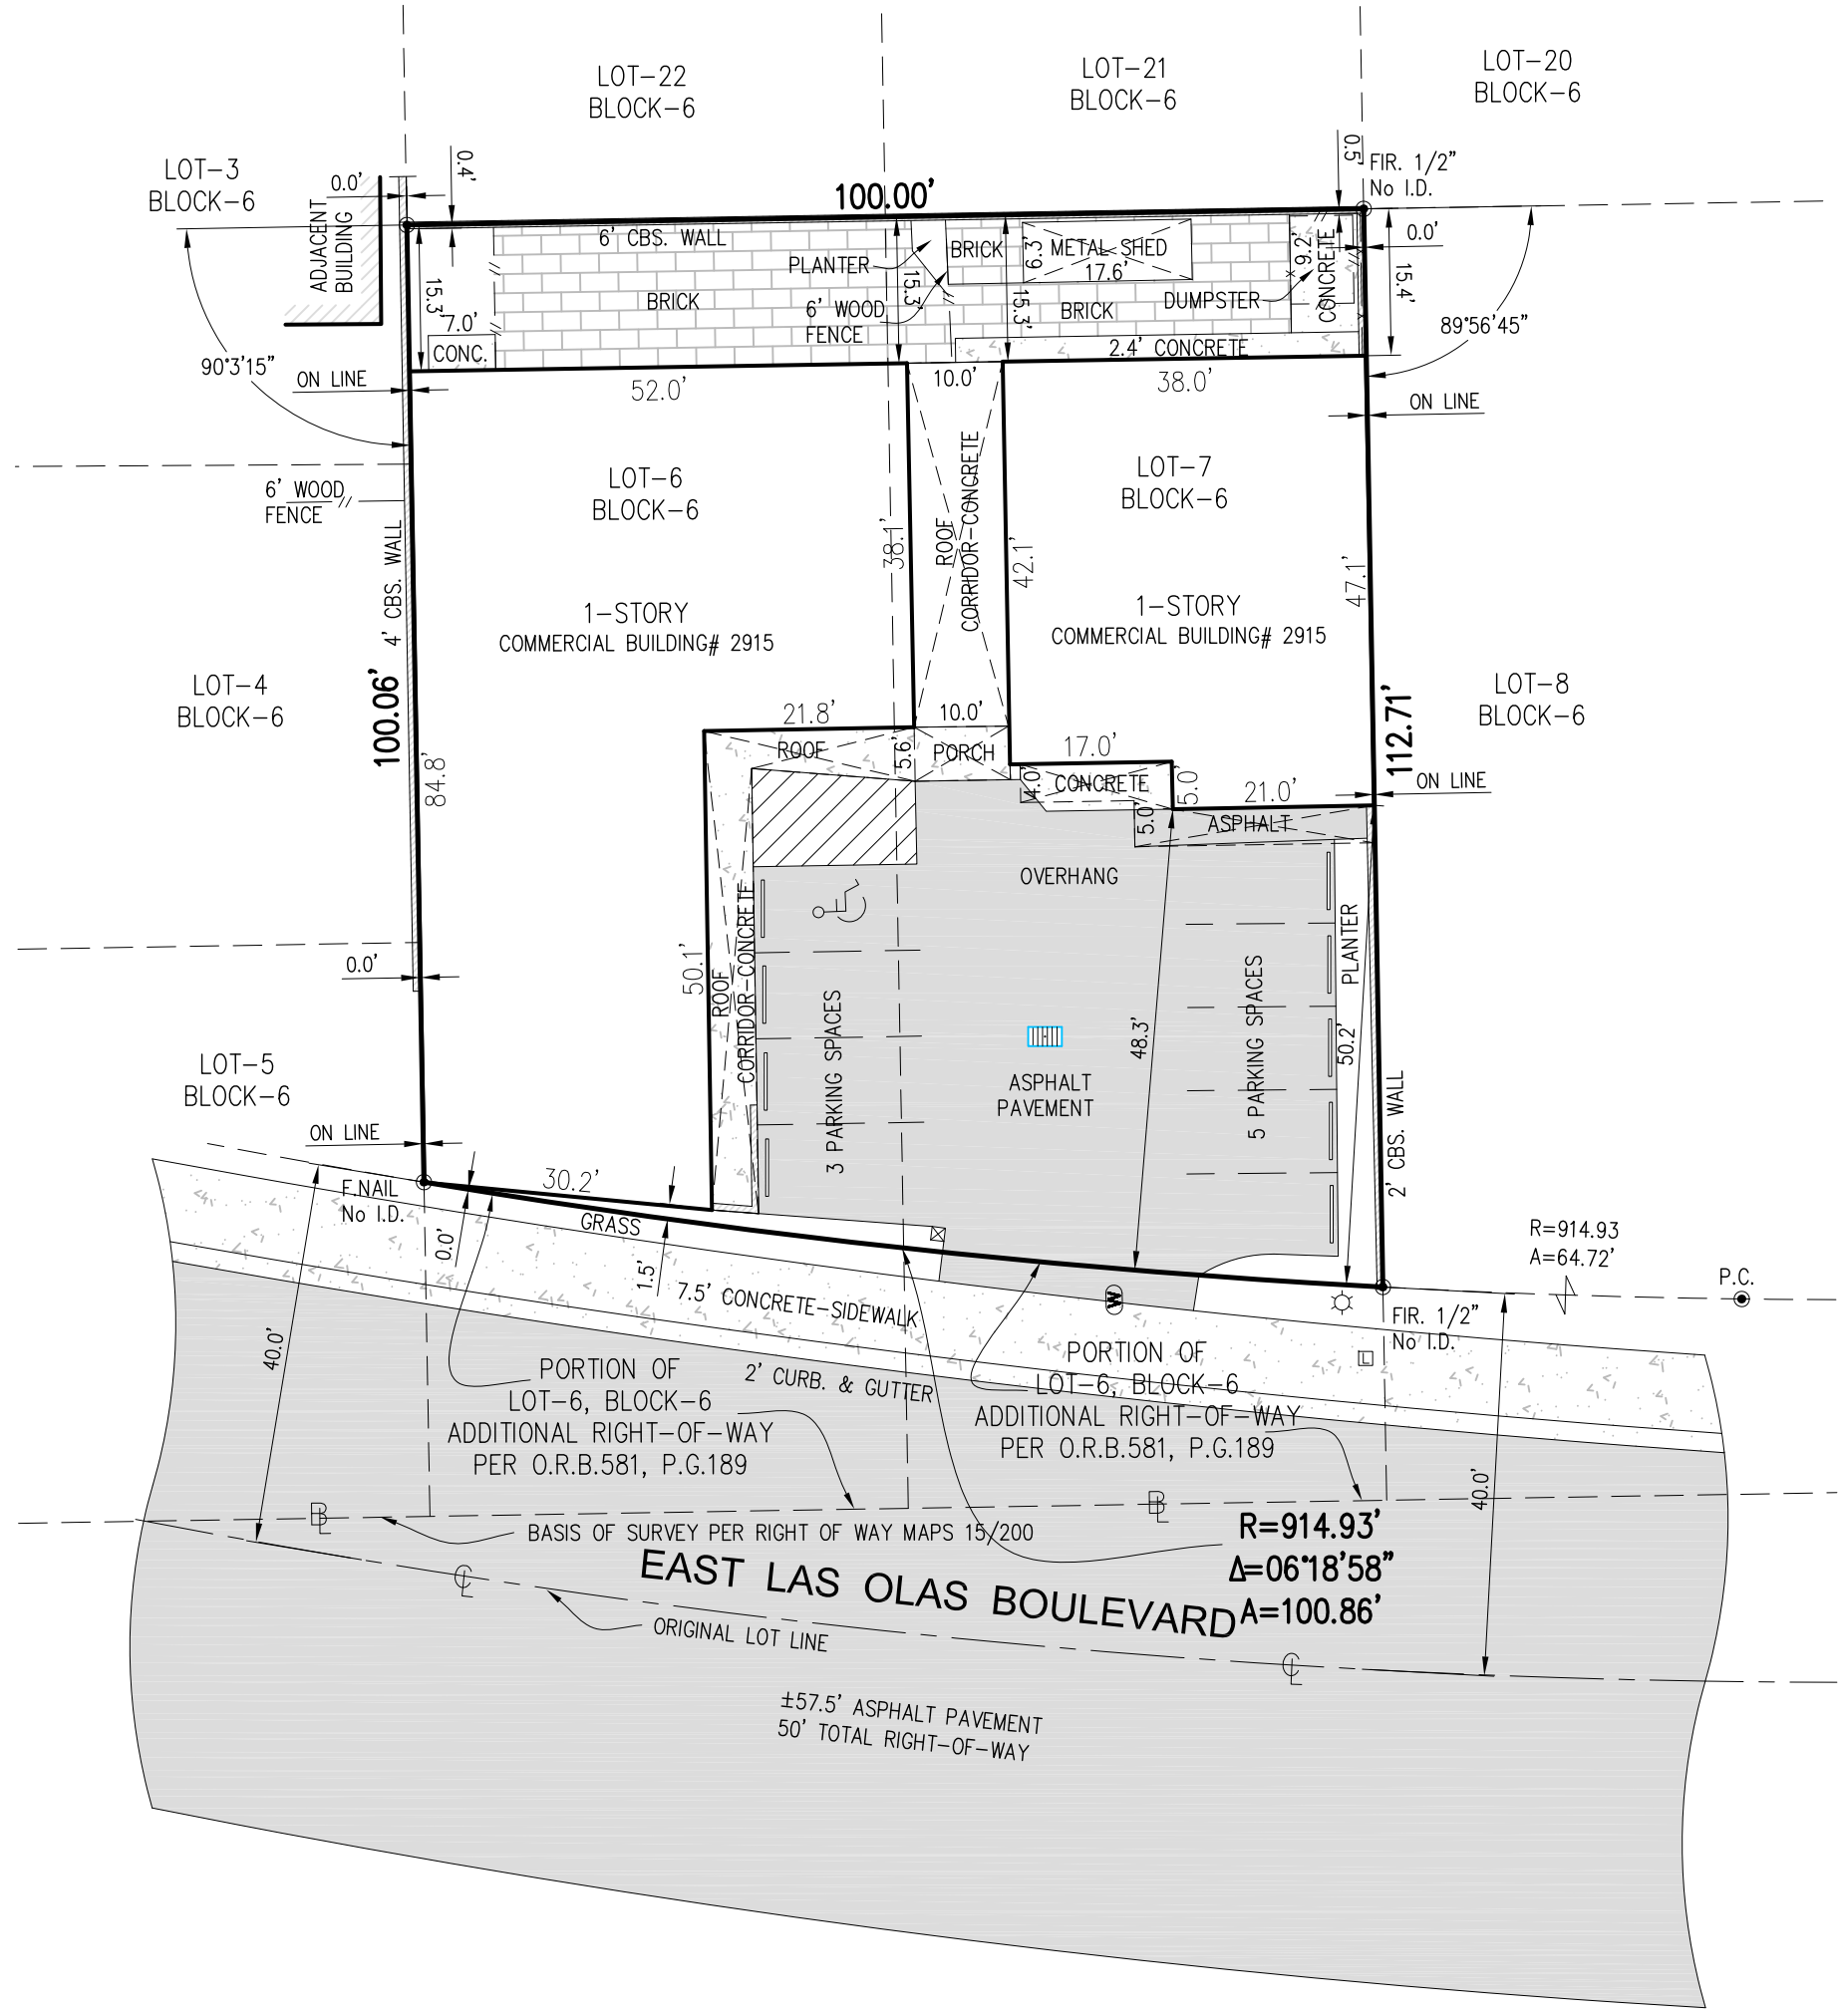 LOT-22
BLOCK-6
LOT-21
BLOCK-6
LOT-20
BLOCK-6
LOT-3
BLOCK-6
0.0'
0.4'
100.00'
0.5'
FIR. 1/2"
No I.D.
ADJACENT
BUILDING
6' CBS. WALL
PLANTER
BRICK
6.3'
METAL SHED
17.6'
9.2'
CONCRETE
0.0'
15.3'
BRICK
15.3'
6' WOOD
FENCE
15.3'
BRICK
DUMPSTER
15.4'
89°56'45"
7.0'
CONC.
2.4' CONCRETE
90°3'15"
ON LINE
52.0'
10.0'
38.0'
ON LINE
LOT-6
BLOCK-6
LOT-7
BLOCK-6
6' WOOD
FENCE
4' CBS. WALL
38.1'
ROOF
CORRIDOR-CONCRETE
42.1'
47.1'
1-STORY
COMMERCIAL BUILDING# 2915
1-STORY
COMMERCIAL BUILDING# 2915
LOT-4
BLOCK-6
100.06'
LOT-8
BLOCK-6
112.71'
84.8'
21.8'
10.0'
ROOF
5.6'
PORCH
17.0'
4.0'
CONCRETE
5.0'
21.0'
ON LINE
5.0'
ASPHALT
OVERHANG
PLANTER
0.0'
50.1'
ROOF
CORRIDOR-CONCRETE
3 PARKING SPACES
48.3'
5 PARKING SPACES
50.2'
ASPHALT
PAVEMENT
LOT-5
BLOCK-6
2' CBS. WALL
ON LINE
30.2'
F.NAIL
No I.D.
GRASS
0.0'
1.5'
7.5' CONCRETE-SIDEWALK
W
R=914.93
A=64.72'
P.C.
FIR. 1/2"
No I.D.
L
40.0'
PORTION OF
LOT-6, BLOCK-6
ADDITIONAL RIGHT-OF-WAY
PER O.R.B.581, P.G.189
2' CURB. & GUTTER
PORTION OF
LOT-6, BLOCK-6
ADDITIONAL RIGHT-OF-WAY
PER O.R.B.581, P.G.189
40.0'
BL
BL
BASIS OF SURVEY PER RIGHT OF WAY MAPS 15/200
R=914.93'
Δ=06°18'58"
A=100.86'
EAST LAS OLAS BOULEVARD
CL
ORIGINAL LOT LINE
CL
±57.5' ASPHALT PAVEMENT
50' TOTAL RIGHT-OF-WAY